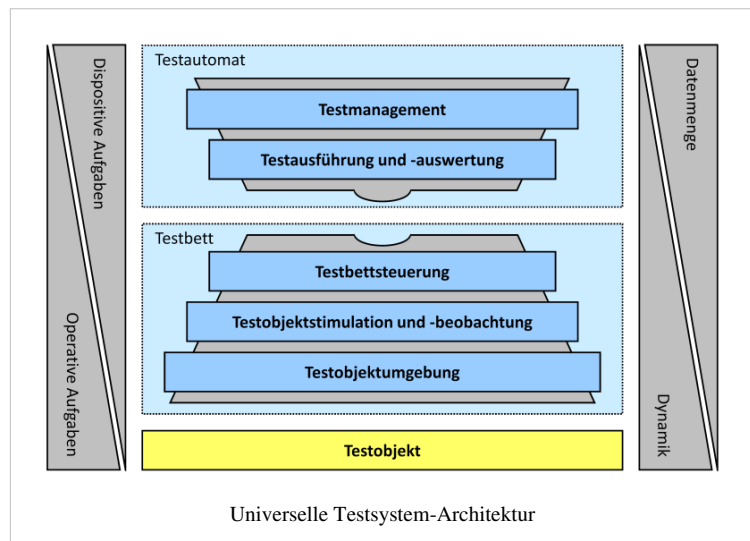 Testautomat
Testmanagement
Testausführung und -auswertung
Testbett
Testbettsteuerung
Testobjektstimulation und -beobachtung
Testobjektumgebung
Testobjekt
Dispositive Aufgaben
Operative Aufgaben
Datenmenge
Dynamik
Universelle Testsystem-Architektur